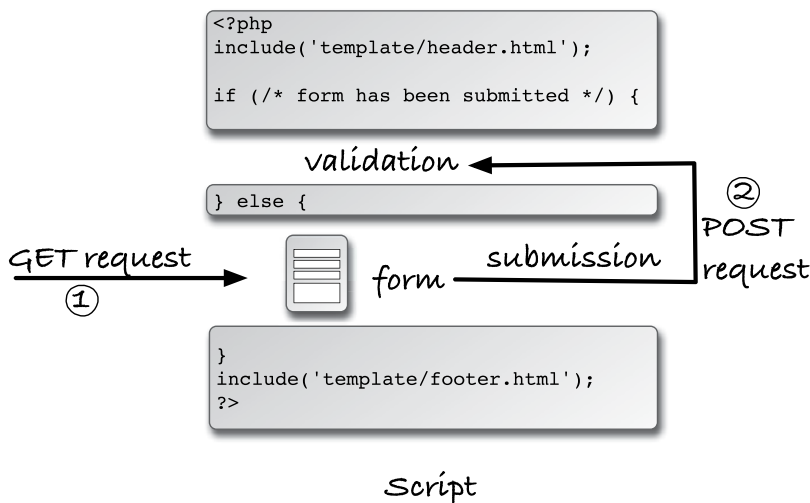 <?php
include('template/header.html');
if (/* form has been submitted */) {
validation
} else {
GET request
1
form
submission
2
POST
request
}
include('template/footer.html');
?>
Script